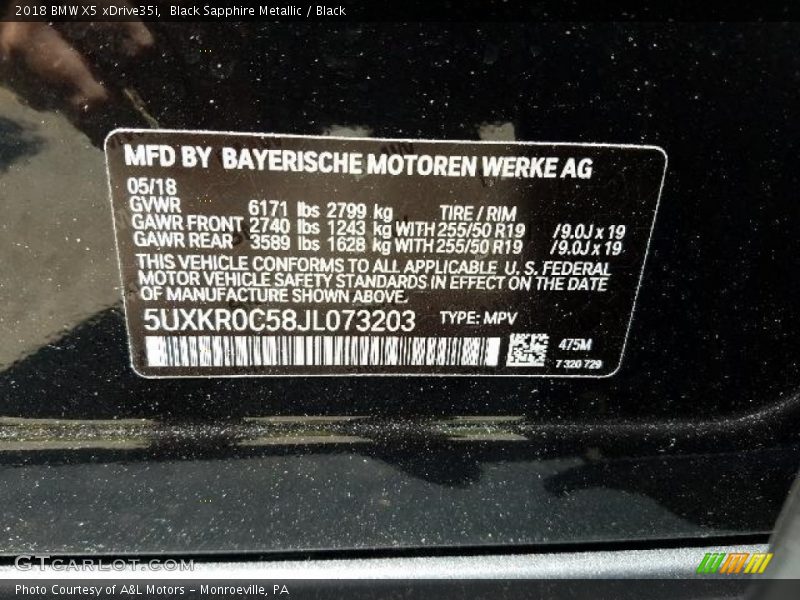 2018 BMW X5 xDrive35i, Black Sapphire Metallic / Black
MFD BY BAYERISCHE MOTOREN WERKE AG
05/18
GVWR 6171 lbs 2799 kg TIRE / RIM
GAWR FRONT 2740 lbs 1243 kg WITH 255/50 R19 /9.0J x 19
GAWR REAR 3589 lbs 1628 kg WITH 255/50 R19 /9.0J x 19
THIS VEHICLE CONFORMS TO ALL APPLICABLE U. S. FEDERAL
MOTOR VEHICLE SAFETY STANDARDS IN EFFECT ON THE DATE
OF MANUFACTURE SHOWN ABOVE.
5UXKR0C58JL073203 TYPE: MPV
475M
7 320 729
GTCARLOT.COM
Photo Courtesy of A&L Motors - Monroeville, PA